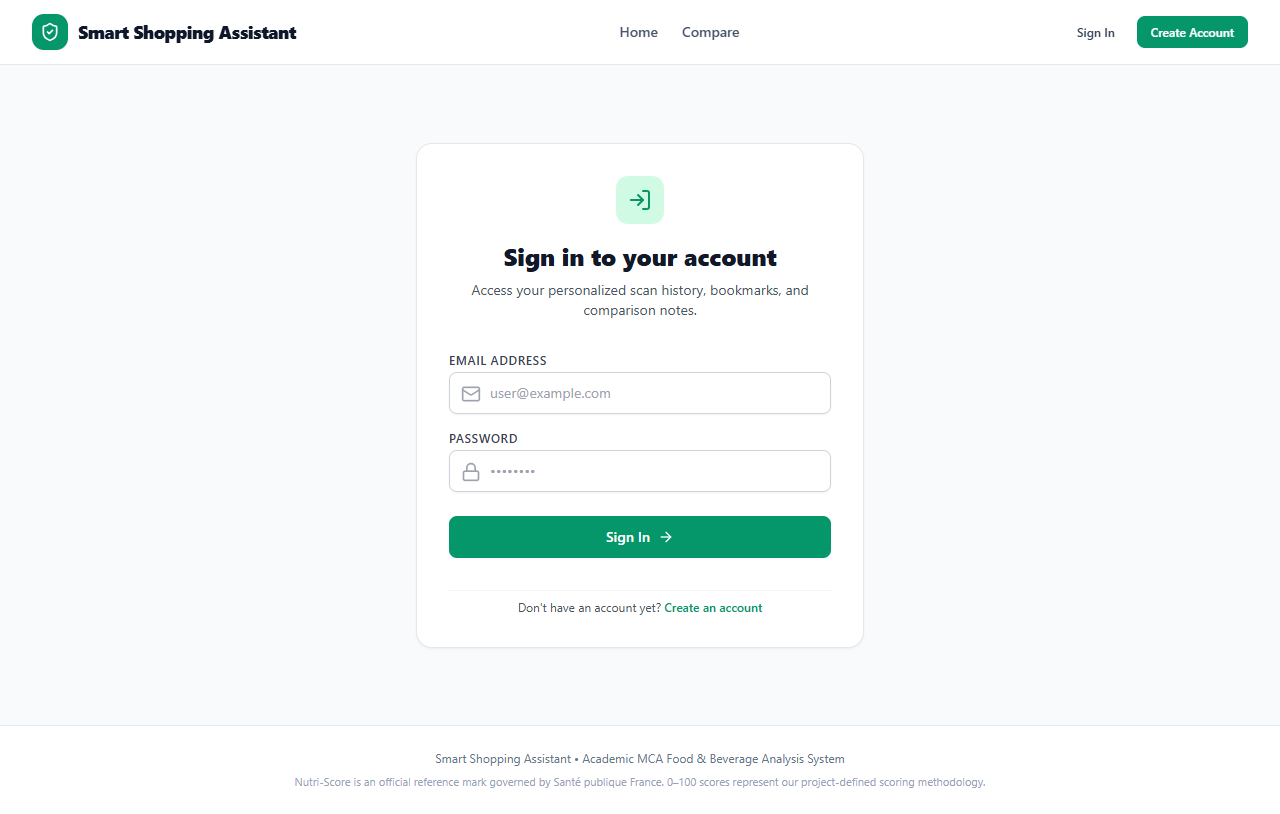 Smart Shopping Assistant
Home
Compare
Sign In
Create Account
Sign in to your account
Access your personalized scan history, bookmarks, and
comparison notes.
EMAIL ADDRESS
user@example.com
PASSWORD
••••••••
Sign In →
Don't have an account yet? Create an account
Smart Shopping Assistant • Academic MCA Food & Beverage Analysis System
Nutri-Score is an official reference mark governed by Santé publique France. 0–100 scores represent our project-defined scoring methodology.